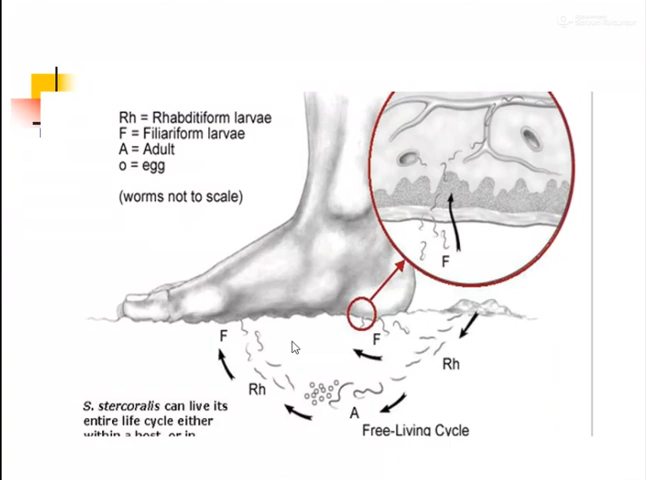 Rh = Rhabditiform larvae
F = Filiariform larvae
A = Adult
o = egg
(worms not to scale)
F
F
F
Rh
Rh
A
S. stercoralis can live its
entire life cycle either
within a host, or in
Free-Living Cycle